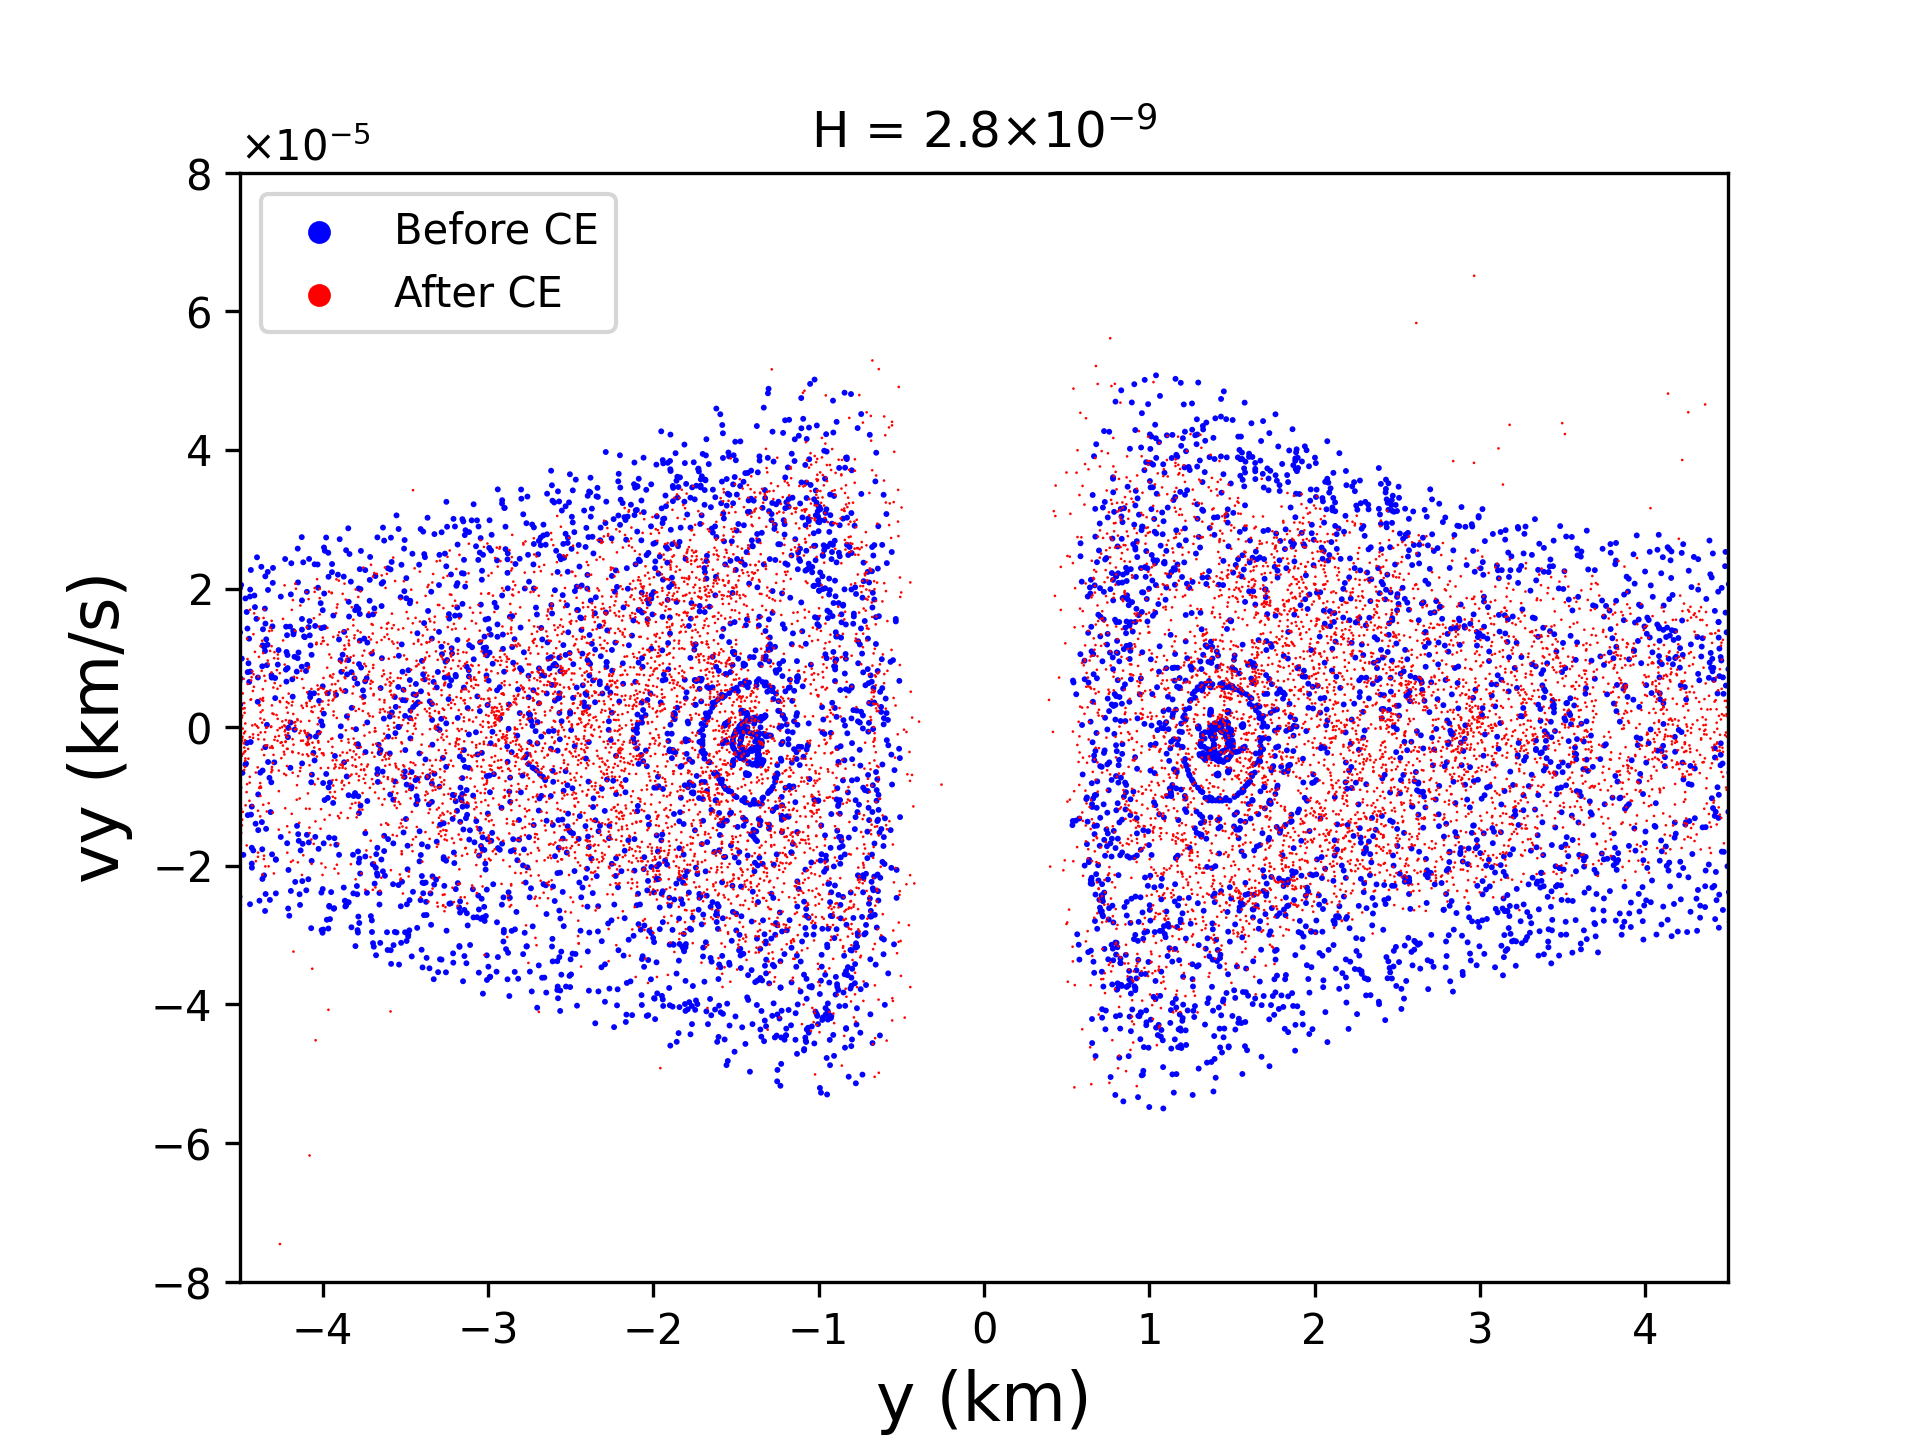 H = 2.8×10⁻⁹
×10⁻⁵
8
Before CE
After CE
6
4
2
0
−2
−4
−6
−8
vy (km/s)
−4 −3 −2 −1 0 1 2 3 4
y (km)